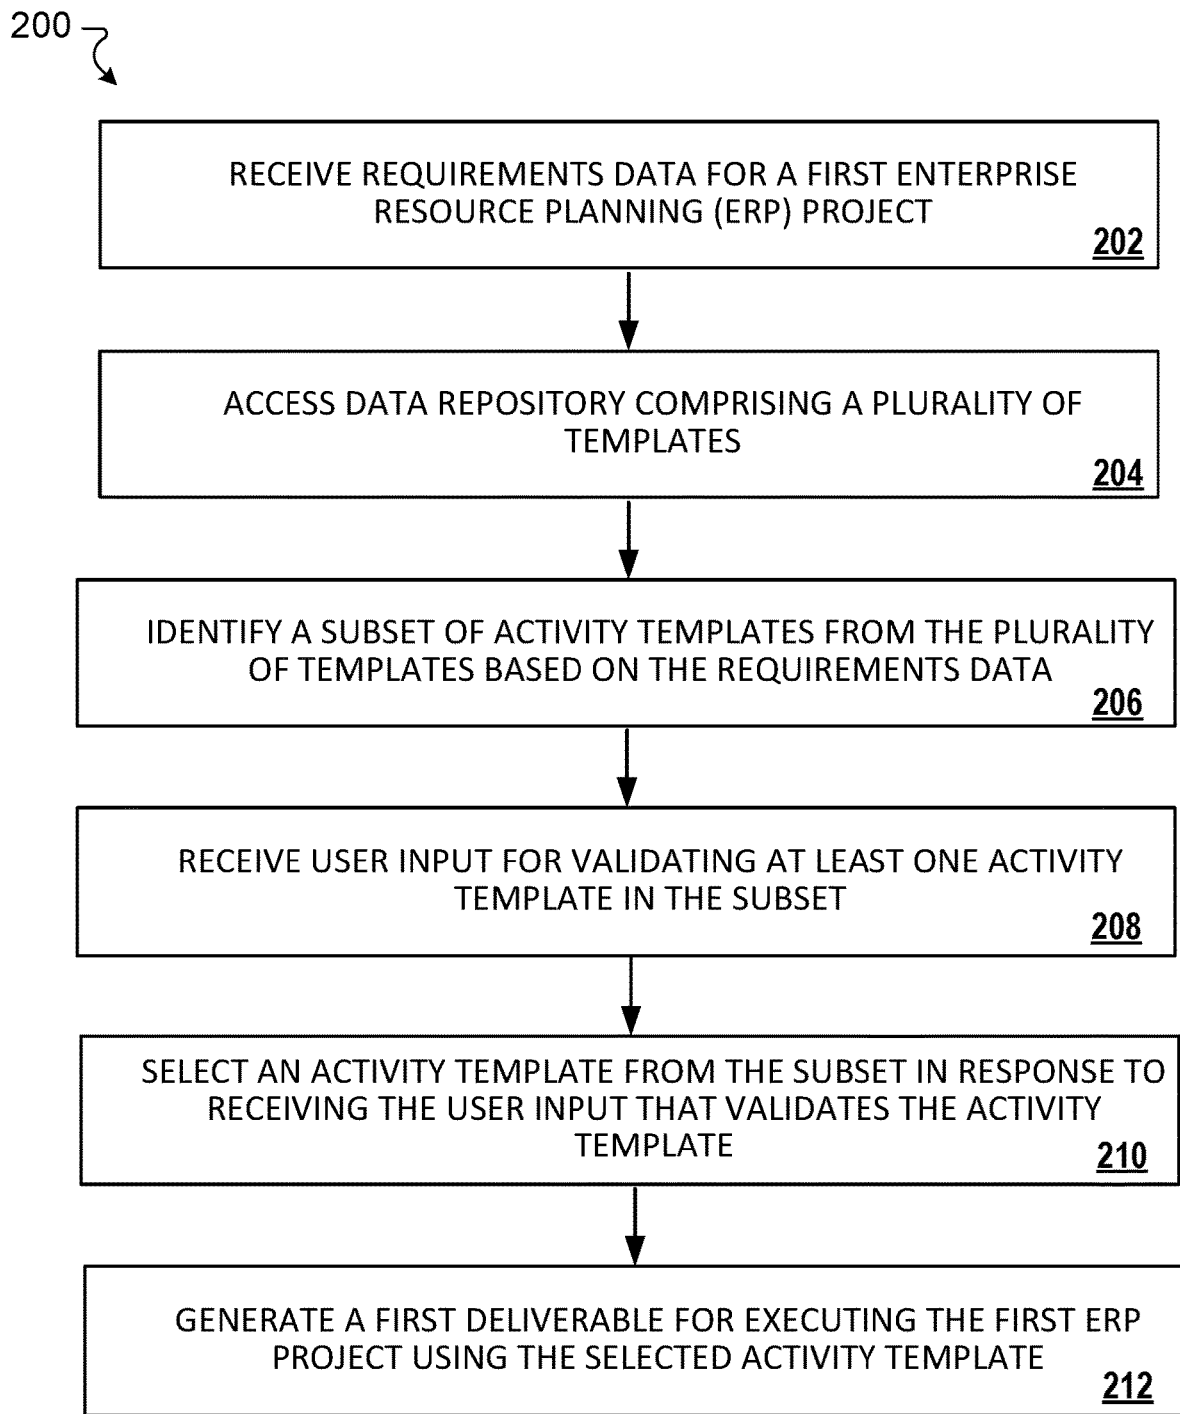 200
RECEIVE REQUIREMENTS DATA FOR A FIRST ENTERPRISE
RESOURCE PLANNING (ERP) PROJECT
202
ACCESS DATA REPOSITORY COMPRISING A PLURALITY OF
TEMPLATES
204
IDENTIFY A SUBSET OF ACTIVITY TEMPLATES FROM THE PLURALITY
OF TEMPLATES BASED ON THE REQUIREMENTS DATA
206
RECEIVE USER INPUT FOR VALIDATING AT LEAST ONE ACTIVITY
TEMPLATE IN THE SUBSET
208
SELECT AN ACTIVITY TEMPLATE FROM THE SUBSET IN RESPONSE TO
RECEIVING THE USER INPUT THAT VALIDATES THE ACTIVITY
TEMPLATE
210
GENERATE A FIRST DELIVERABLE FOR EXECUTING THE FIRST ERP
PROJECT USING THE SELECTED ACTIVITY TEMPLATE
212